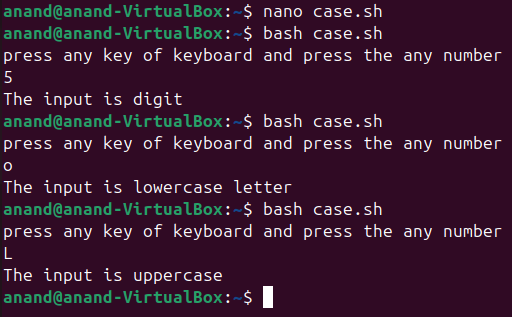 anand@anand-VirtualBox:~$ nano case.sh
anand@anand-VirtualBox:~$ bash case.sh
press any key of keyboard and press the any number
5
The input is digit
anand@anand-VirtualBox:~$ bash case.sh
press any key of keyboard and press the any number
o
The input is lowercase letter
anand@anand-VirtualBox:~$ bash case.sh
press any key of keyboard and press the any number
L
The input is uppercase
anand@anand-VirtualBox:~$